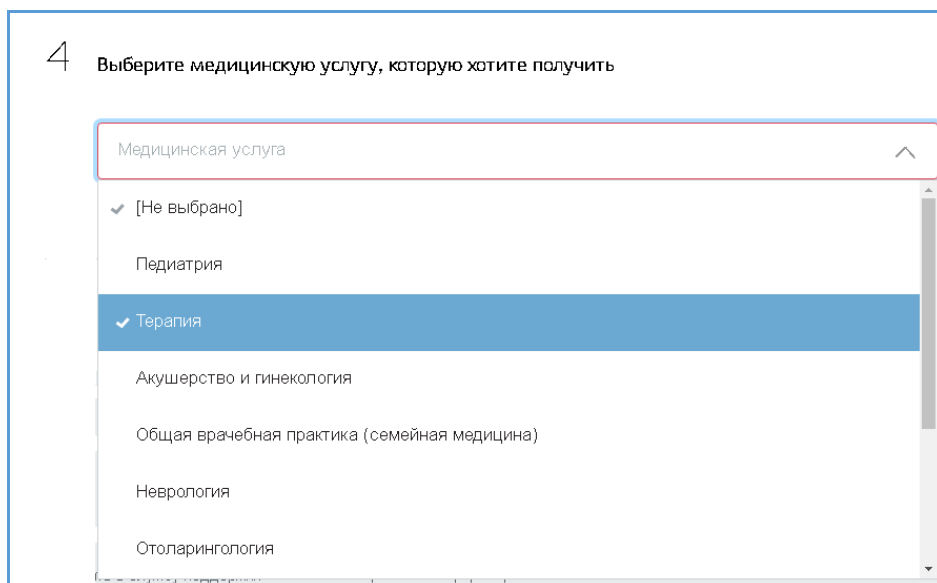 4
Выберите медицинскую услугу, которую хотите получить
Медицинская услуга
[Не выбрано]
Педиатрия
Терапия
Акушерство и гинекология
Общая врачебная практика (семейная медицина)
Неврология
Отоларингология